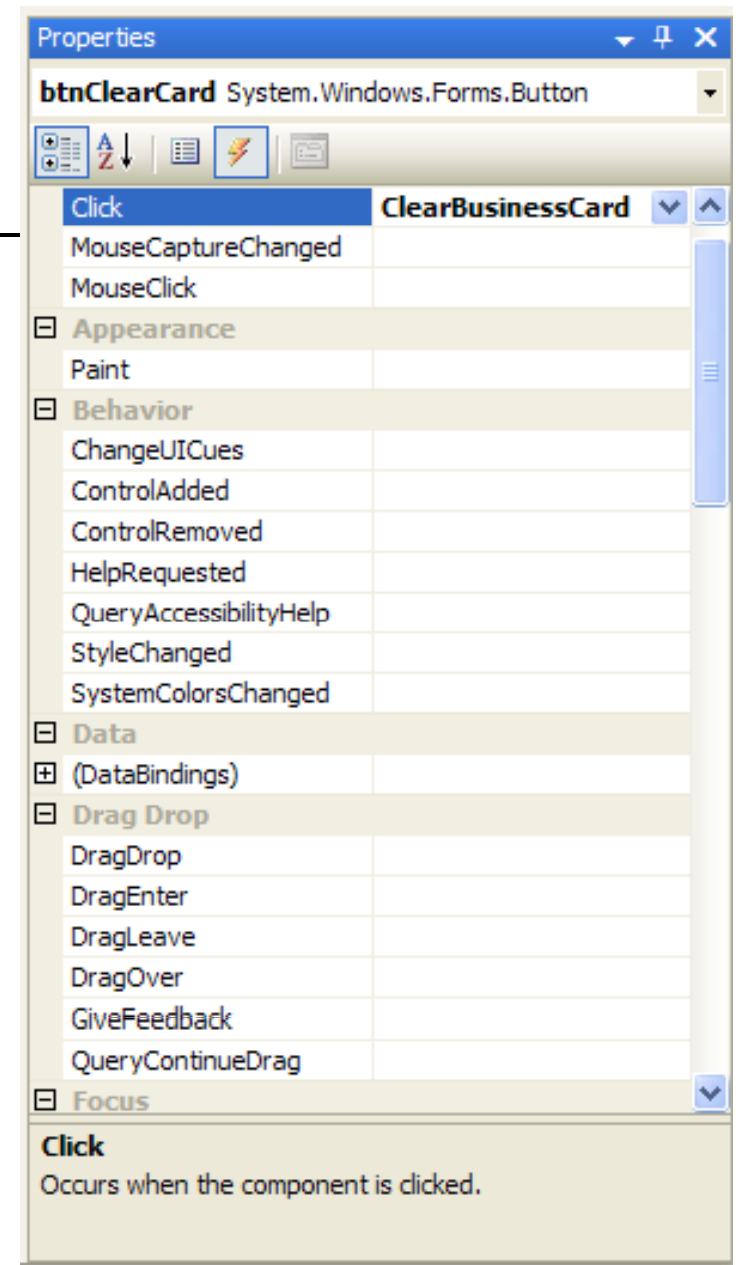 Properties
btnClearCard System.Windows.Forms.Button
A
Z
Click ClearBusinessCard
MouseCaptureChanged
MouseClick
Appearance
Paint
Behavior
ChangeUICues
ControlAdded
ControlRemoved
HelpRequested
QueryAccessibilityHelp
StyleChanged
SystemColorsChanged
Data
(DataBindings)
Drag Drop
DragDrop
DragEnter
DragLeave
DragOver
GiveFeedback
QueryContinueDrag
Focus
Click
Occurs when the component is clicked.